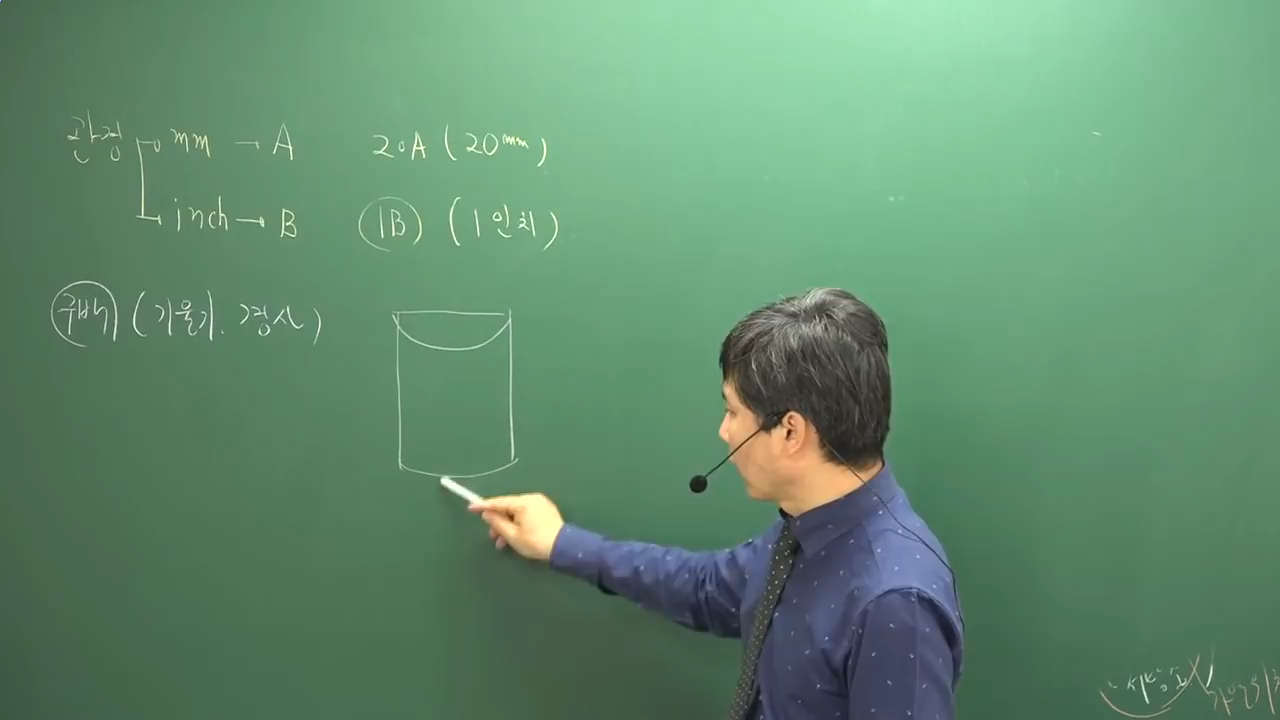 관경 mm → A 20A (20mm)
inch → B 1B (1인치)
구배 (기울기, 경사)